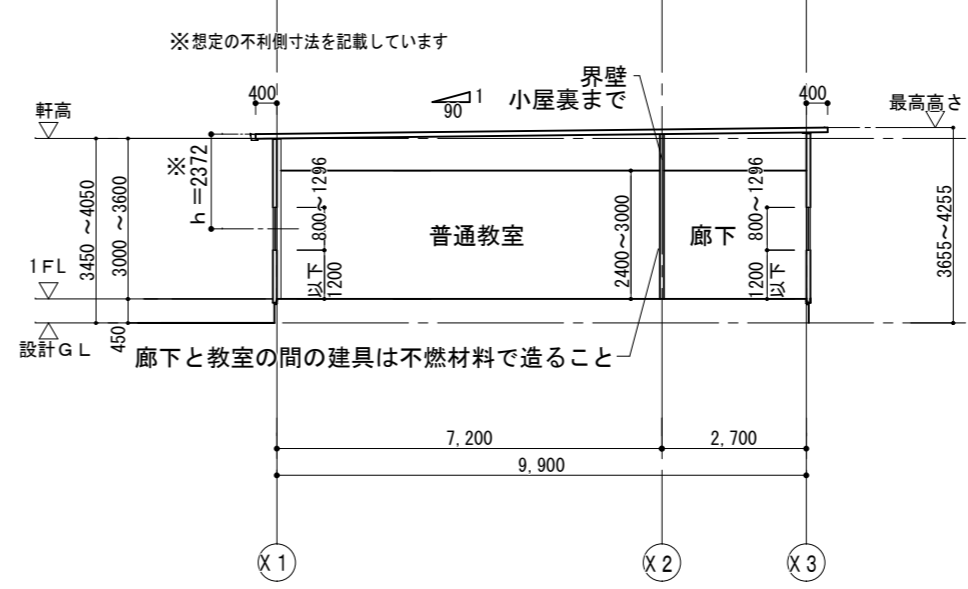 ※想定の不利側寸法を記載しています
界壁
小屋裏まで
400
1
90
400
軒高
最高高さ
※
h=2372
3450 ~4050
3000 ~3600
800~1296
以下
1200
普通教室
2400~3000
廊下
800~1296
1200
以下
3655~4255
1FL
450
設計GL
廊下と教室の間の建具は不燃材料で造ること
7,200
2,700
9,900
X1
X2
X3